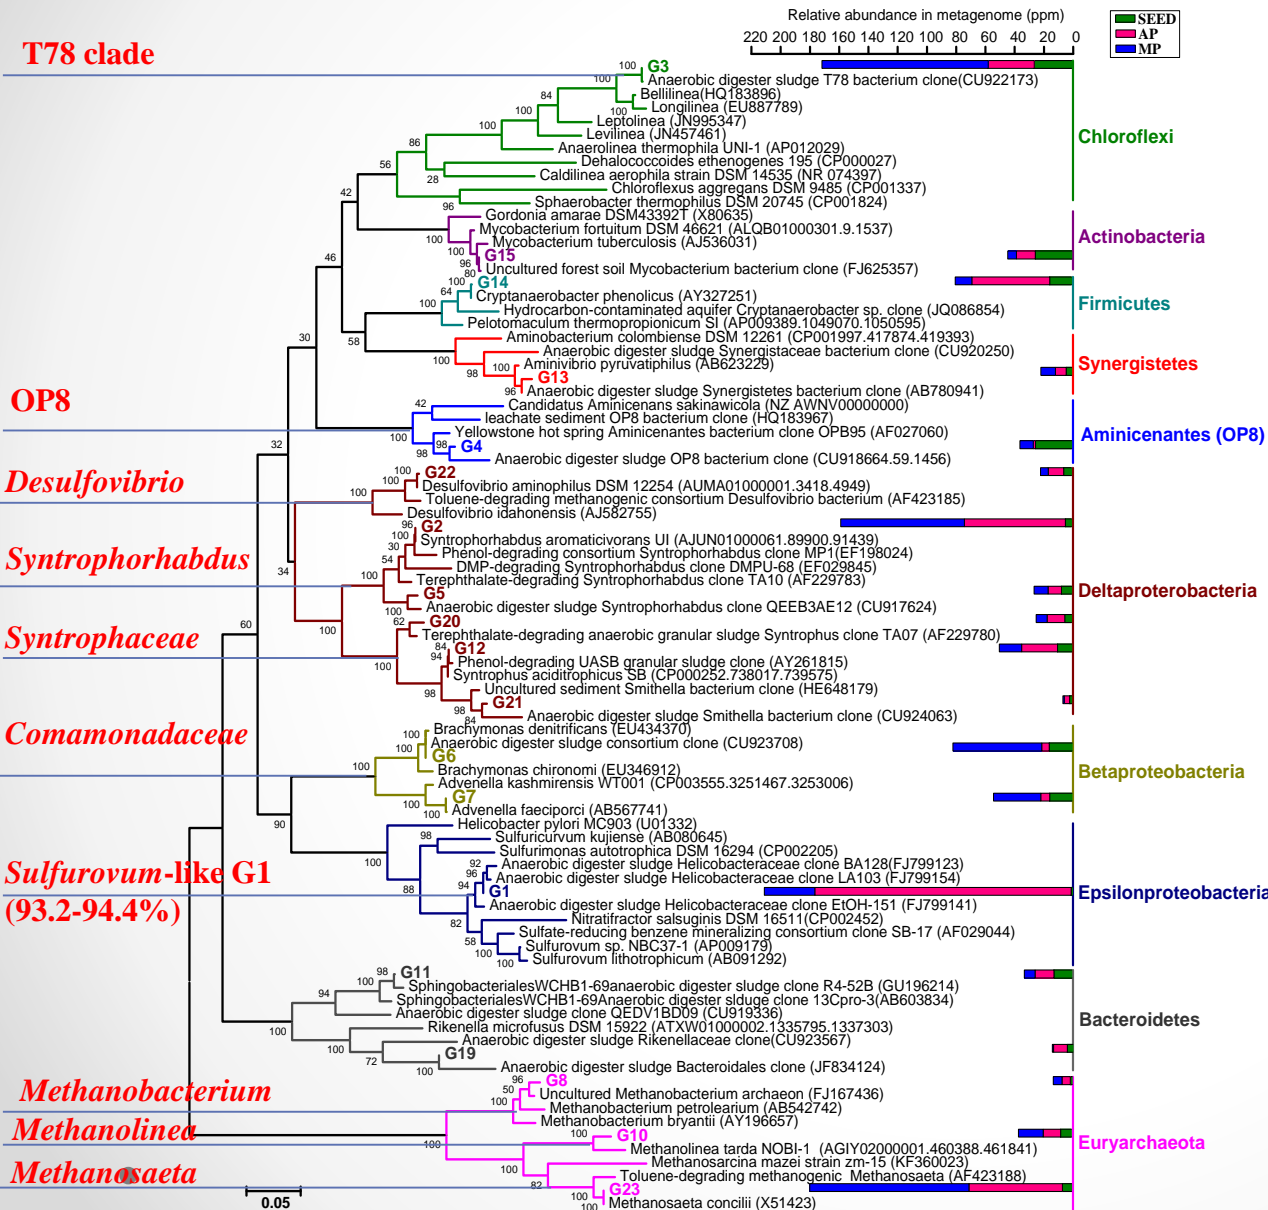 Relative abundance in metagenome (ppm)
220 200 180 160 140 120 100 80 60 40 20 0
SEED
AP
MP
T78 clade
100 G3
100 Anaerobic digester sludge T78 bacterium clone(CU922173)
84 Bellilinea(HQ183896)
100 Longilinea (EU887789)
100 Leptolinea (JN995347)
Levilinea (JN457461)
86 Anaerolinea thermophila UNI-1 (AP012029)
Chloroflexi
56 Dehalococcoides ethenogenes 195 (CP000027)
28 Caldilinea aerophila strain DSM 14535 (NR 074397)
42 Chloroflexus aggregans DSM 9485 (CP001337)
Sphaerobacter thermophilus DSM 20745 (CP001824)
96 Gordonia amarae DSM43392T (X80635)
100 Mycobacterium fortuitum DSM 46621 (ALQB01000301.9.1537)
Actinobacteria
100 Mycobacterium tuberculosis (AJ536031)
46 96 G15
80 Uncultured forest soil Mycobacterium bacterium clone (FJ625357)
100 G14
64 Cryptanaerobacter phenolicus (AY327251)
Firmicutes
100 Hydrocarbon-contaminated aquifer Cryptanaerobacter sp. clone (JQ086854)
Pelotomaculum thermopropionicum SI (AP009389.1049070.1050595)
30 58 Aminobacterium colombiense DSM 12261 (CP001997.417874.419393)
100 Anaerobic digester sludge Synergistaceae bacterium clone (CU920250)
98 100 Aminivibrio pyruvatiphilus (AB623229)
Synergistetes
G13
96 Anaerobic digester sludge Synergistetes bacterium clone (AB780941)
OP8
42 Candidatus Aminicenans sakinawicola (NZ AWNV00000000)
leachate sediment OP8 bacterium clone (HQ183967)
100 Yellowstone hot spring Aminicenantes bacterium clone OPB95 (AF027060)
Aminicenantes (OP8)
32 98 98 G4
Anaerobic digester sludge OP8 bacterium clone (CU918664.59.1456)
Desulfovibrio
100 G22
100 100 Desulfovibrio aminophilus DSM 12254 (AUMA01000001.3418.4949)
Toluene-degrading methanogenic consortium Desulfovibrio bacterium (AF423185)
Desulfovibrio idahonensis (AJ582755)
96 G2
100 Syntrophorhabdus aromaticivorans UI (AJUN01000061.89900.91439)
Syntrophorhabdus
30 Phenol-degrading consortium Syntrophorhabdus clone MP1(EF198024)
54 DMP-degrading Syntrophorhabdus clone DMPU-68 (EF029845)
34 100 Terephthalate-degrading Syntrophorhabdus clone TA10 (AF229783)
G5
Deltaproterobacteria
100 Anaerobic digester sludge Syntrophorhabdus clone QEEB3AE12 (CU917624)
60 100 62 G20
Syntrophaceae
Terephthalate-degrading anaerobic granular sludge Syntrophus clone TA07 (AF229780)
84 G12
100 94 Phenol-degrading UASB granular sludge clone (AY261815)
Syntrophus aciditrophicus SB (CP000252.738017.739575)
98 Uncultured sediment Smithella bacterium clone (HE648179)
98 G21
84 Anaerobic digester sludge Smithella bacterium clone (CU924063)
Comamonadaceae
Brachymonas denitrificans (EU434370)
100 Anaerobic digester sludge consortium clone (CU923708)
100 G6
100 Brachymonas chironomi (EU346912)
Betaproteobacteria
Advenella kashmirensis WT001 (CP003555.3251467.3253006)
G7
100 100 Advenella faeciporci (AB567741)
90 Helicobacter pylori MC903 (U01332)
98 Sulfuricurvum kujiense (AB080645)
100 Sulfurimonas autotrophica DSM 16294 (CP002205)
Sulfurovum-like G1
92 Anaerobic digester sludge Helicobacteraceae clone BA128(FJ799123)
96 Anaerobic digester sludge Helicobacteraceae clone LA103 (FJ799154)
88 94 G1
Epsilonproteobacteria
(93.2-94.4%)
Anaerobic digester sludge Helicobacteraceae clone EtOH-151 (FJ799141)
82 Nitratifractor salsuginis DSM 16511(CP002452)
58 Sulfate-reducing benzene mineralizing consortium clone SB-17 (AF029044)
100 Sulfurovum sp. NBC37-1 (AP009179)
100 Sulfurovum lithotrophicum (AB091292)
98 G11
100 SphingobacterialesWCHB1-69anaerobic digester sludge clone R4-52B (GU196214)
94 SphingobacterialesWCHB1-69Anaerobic digester slduge clone 13Cpro-3(AB603834)
Anaerobic digester sludge clone QEDV1BD09 (CU919336)
100 Rikenella microfusus DSM 15922 (ATXW01000002.1335795.1337303)
Bacteroidetes
100 Anaerobic digester sludge Rikenellaceae clone(CU923567)
72 G19
100 Anaerobic digester sludge Bacteroidales clone (JF834124)
Methanobacterium
96 G8
50 Uncultured Methanobacterium archaeon (FJ167436)
100 Methanobacterium petrolearium (AB542742)
Methanobacterium bryantii (AY196657)
Methanolinea
100 G10
100 Methanolinea tarda NOBI-1 (AGIY02000001.460388.461841)
Euryarchaeota
100 Methanosarcina mazei strain zm-15 (KF360023)
Methanosaeta
82 Toluene-degrading methanogenic Methanosaeta (AF423188)
100 G23
100 Methanosaeta concilii (X51423)
0.05